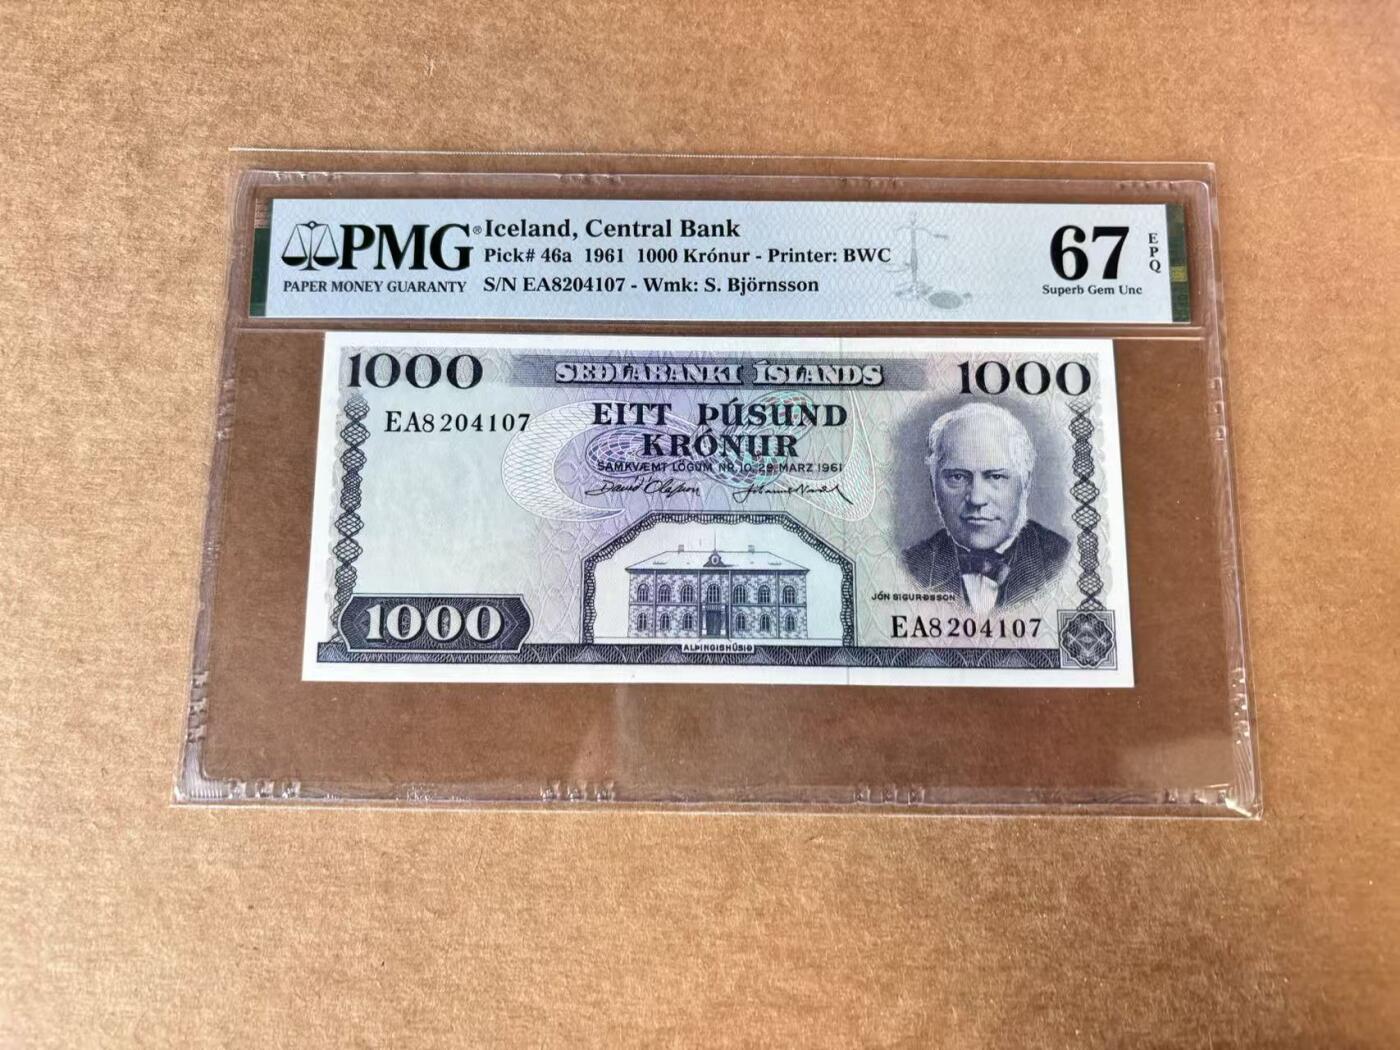 PMG®
PAPER MONEY GUARANTY
Iceland, Central Bank
Pick# 46a 1961 1000 Krónur - Printer: BWC
S/N EA8204107 - Wmk: S. Björnsson
67
EPQ
Superb Gem Unc
1000
SEÐLABANKI ÍSLANDS
1000
EA8204107
EITT ÞÚSUND
KRÓNUR
SAMKVÆMT LÖGUM NR. 10, 29. MARZ 1961
JÓN SIGURÐSSON
EA8204107
1000
ALÞINGISHÚSIÐ